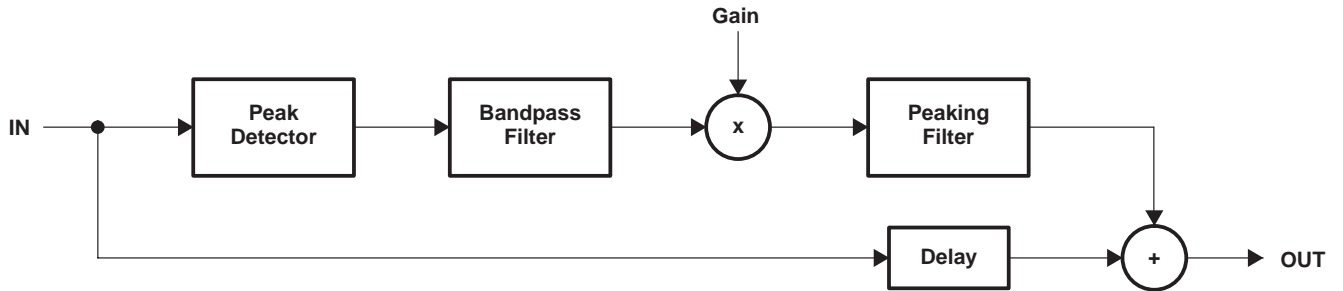 Gain
IN
Peak
Detector
Bandpass
Filter
x
Peaking
Filter
Delay
+
OUT